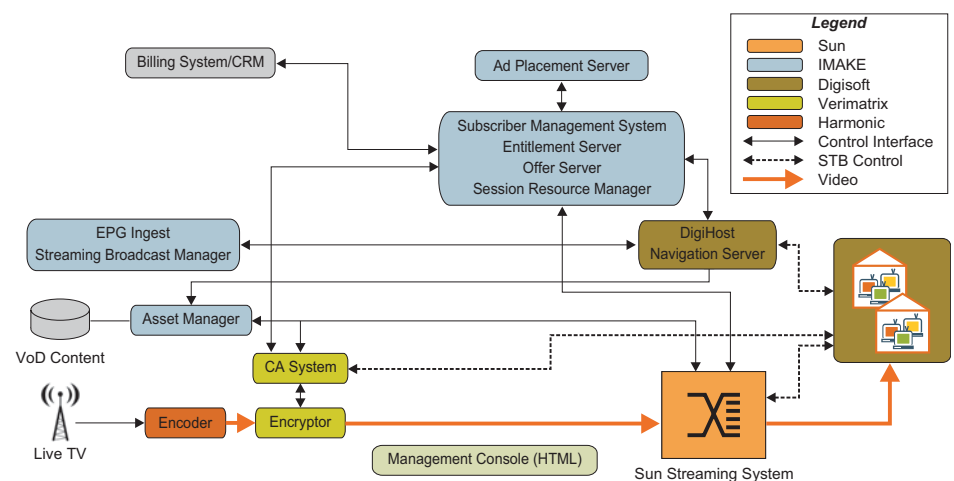 Legend
Sun
IMAKE
Digisoft
Verimatrix
Harmonic
Control Interface
STB Control
Video
Billing System/CRM
Ad Placement Server
Subscriber Management System
Entitlement Server
Offer Server
Session Resource Manager
EPG Ingest
Streaming Broadcast Manager
DigiHost
Navigation Server
Asset Manager
VoD Content
CA System
Encoder
Encryptor
Live TV
Management Console (HTML)
Sun Streaming System